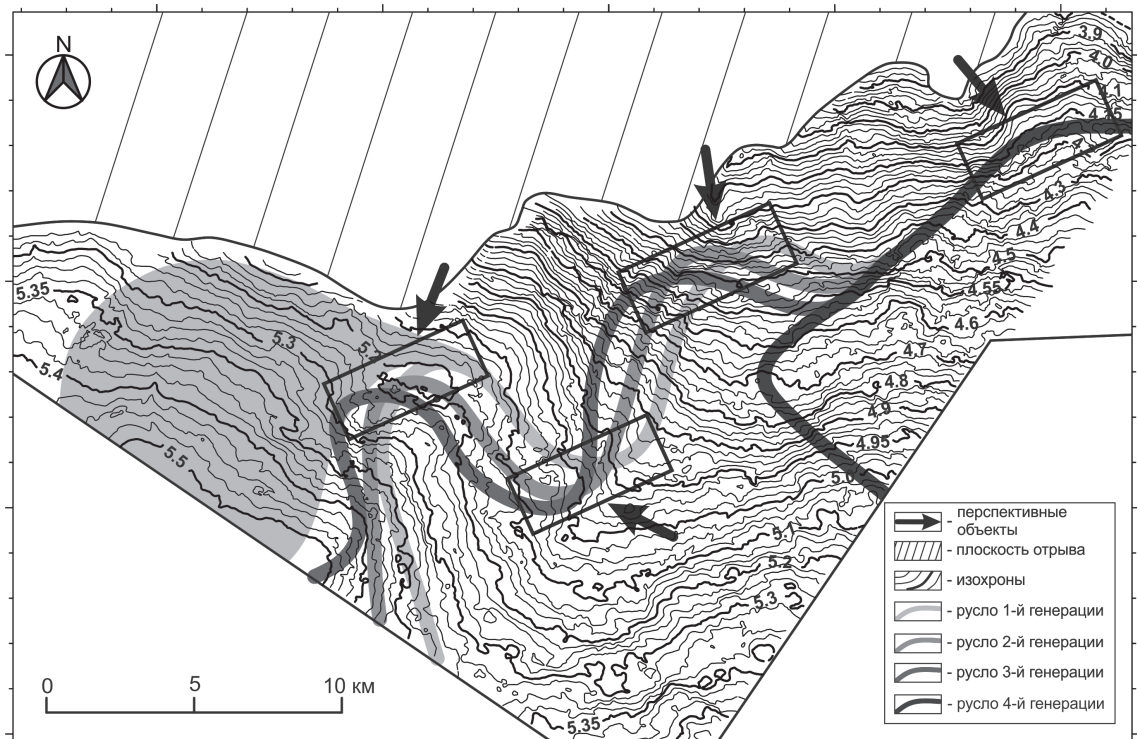 N
3.9
4.0
4.1
4.15
4.3
4.4
4.5
4.55
4.6
5.35
5.3
5.4
4.7
4.8
4.9
4.95
5.5
5.0
5.1
5.2
5.3
5.35
- перспективные
объекты
- плоскость отрыва
- изохроны
- русло 1-й генерации
- русло 2-й генерации
- русло 3-й генерации
- русло 4-й генерации
0 5 10 км